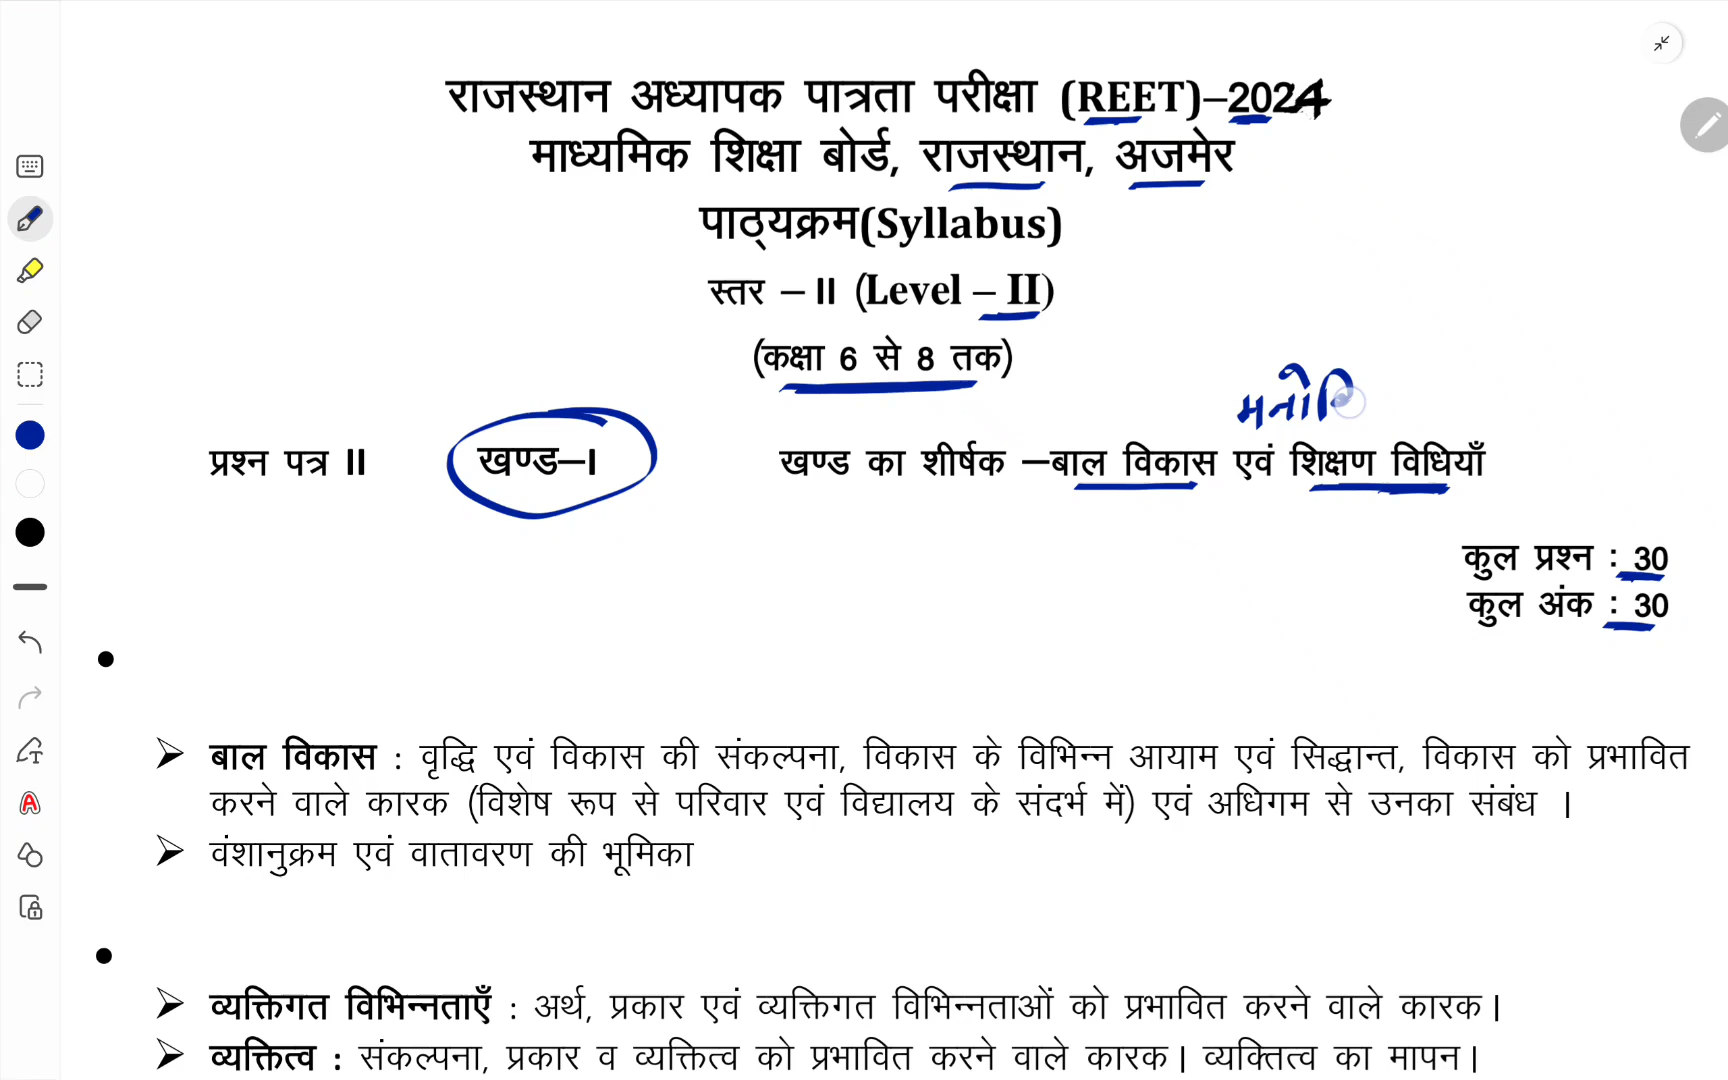 राजस्थान अध्यापक पात्रता परीक्षा (REET)–2024
माध्यमिक शिक्षा बोर्ड, राजस्थान, अजमेर
पाठ्यक्रम(Syllabus)
स्तर – II (Level – II)
(कक्षा 6 से 8 तक)
मनोवि
प्रश्न पत्र II खण्ड–I खण्ड का शीर्षक –बाल विकास एवं शिक्षण विधियाँ
कुल प्रश्न : 30
कुल अंक : 30
➢ बाल विकास : वृद्धि एवं विकास की संकल्पना, विकास के विभिन्न आयाम एवं सिद्धान्त, विकास को प्रभावित
करने वाले कारक (विशेष रूप से परिवार एवं विद्यालय के संदर्भ में) एवं अधिगम से उनका संबंध ।
➢ वंशानुक्रम एवं वातावरण की भूमिका
➢ व्यक्तिगत विभिन्नताएँ : अर्थ, प्रकार एवं व्यक्तिगत विभिन्नताओं को प्रभावित करने वाले कारक।
➢ व्यक्तित्व : संकल्पना, प्रकार व व्यक्तित्व को प्रभावित करने वाले कारक। व्यक्तित्व का मापन।